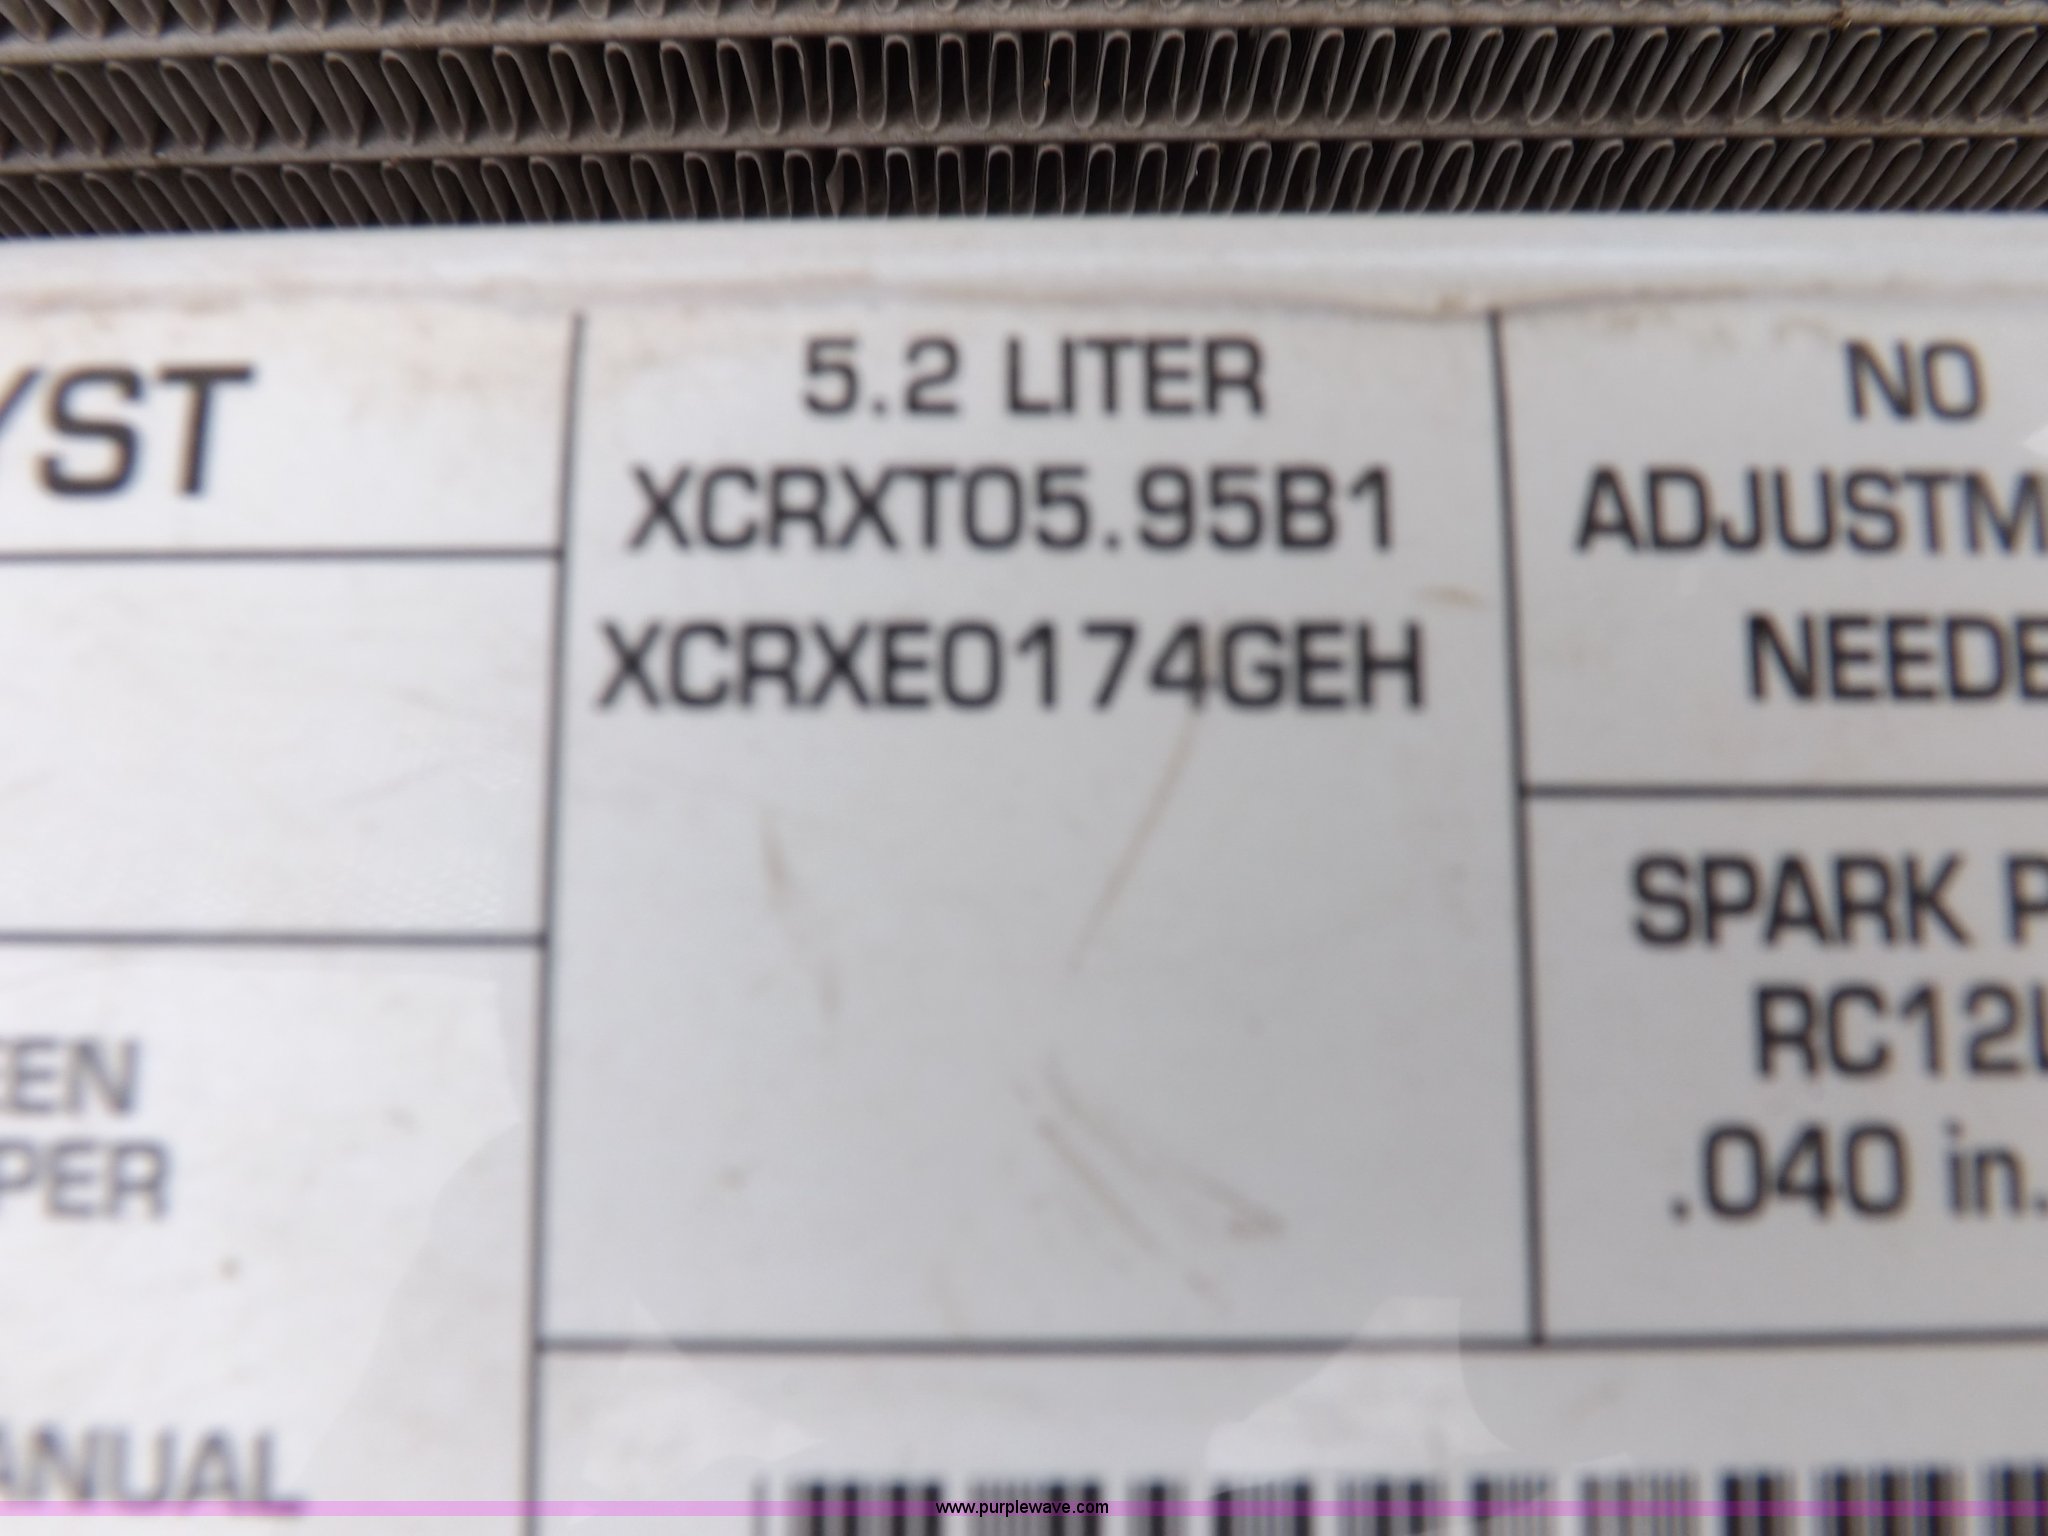 YST
5.2 LITER
XCRXT05.95B1
XCRXE0174GEH
NO
ADJUSTM
NEEDE
SPARK P
RC12L
.040 in.
EEN
PER
ANUAL
www.purplewave.com